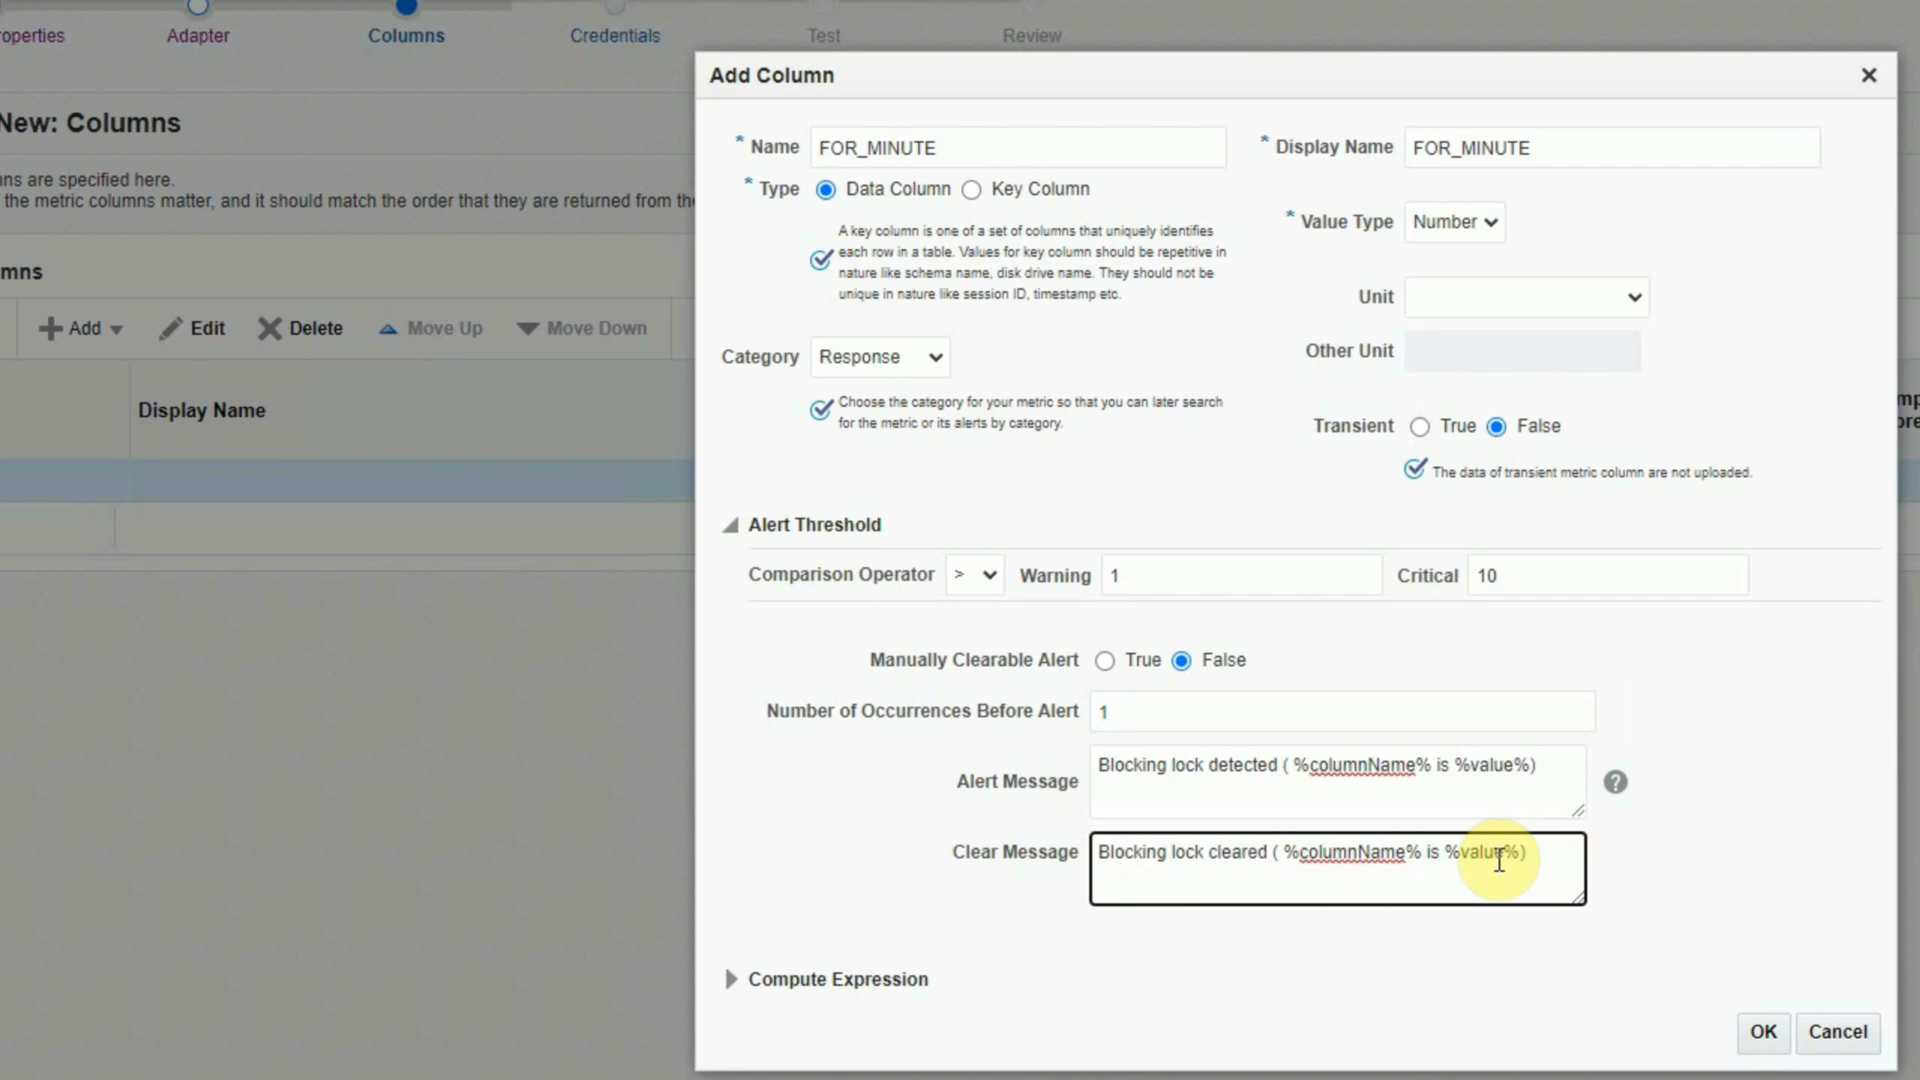 operties
Adapter
Columns
Credentials
Test
Review
New: Columns
ns are specified here.
the metric columns matter, and it should match the order that they are returned from the
mns
Add
Edit
Delete
Move Up
Move Down
Display Name
Add Column
* Name FOR_MINUTE
* Display Name FOR_MINUTE
* Type Data Column Key Column
A key column is one of a set of columns that uniquely identifies
each row in a table. Values for key column should be repetitive in
nature like schema name, disk drive name. They should not be
unique in nature like session ID, timestamp etc.
* Value Type Number
Unit
Other Unit
Category Response
Choose the category for your metric so that you can later search
for the metric or its alerts by category.
Transient True False
The data of transient metric column are not uploaded.
Alert Threshold
Comparison Operator > Warning 1 Critical 10
Manually Clearable Alert True False
Number of Occurrences Before Alert 1
Alert Message Blocking lock detected ( %columnName% is %value%)
?
Clear Message Blocking lock cleared ( %columnName% is %value%)
Compute Expression
OK
Cancel